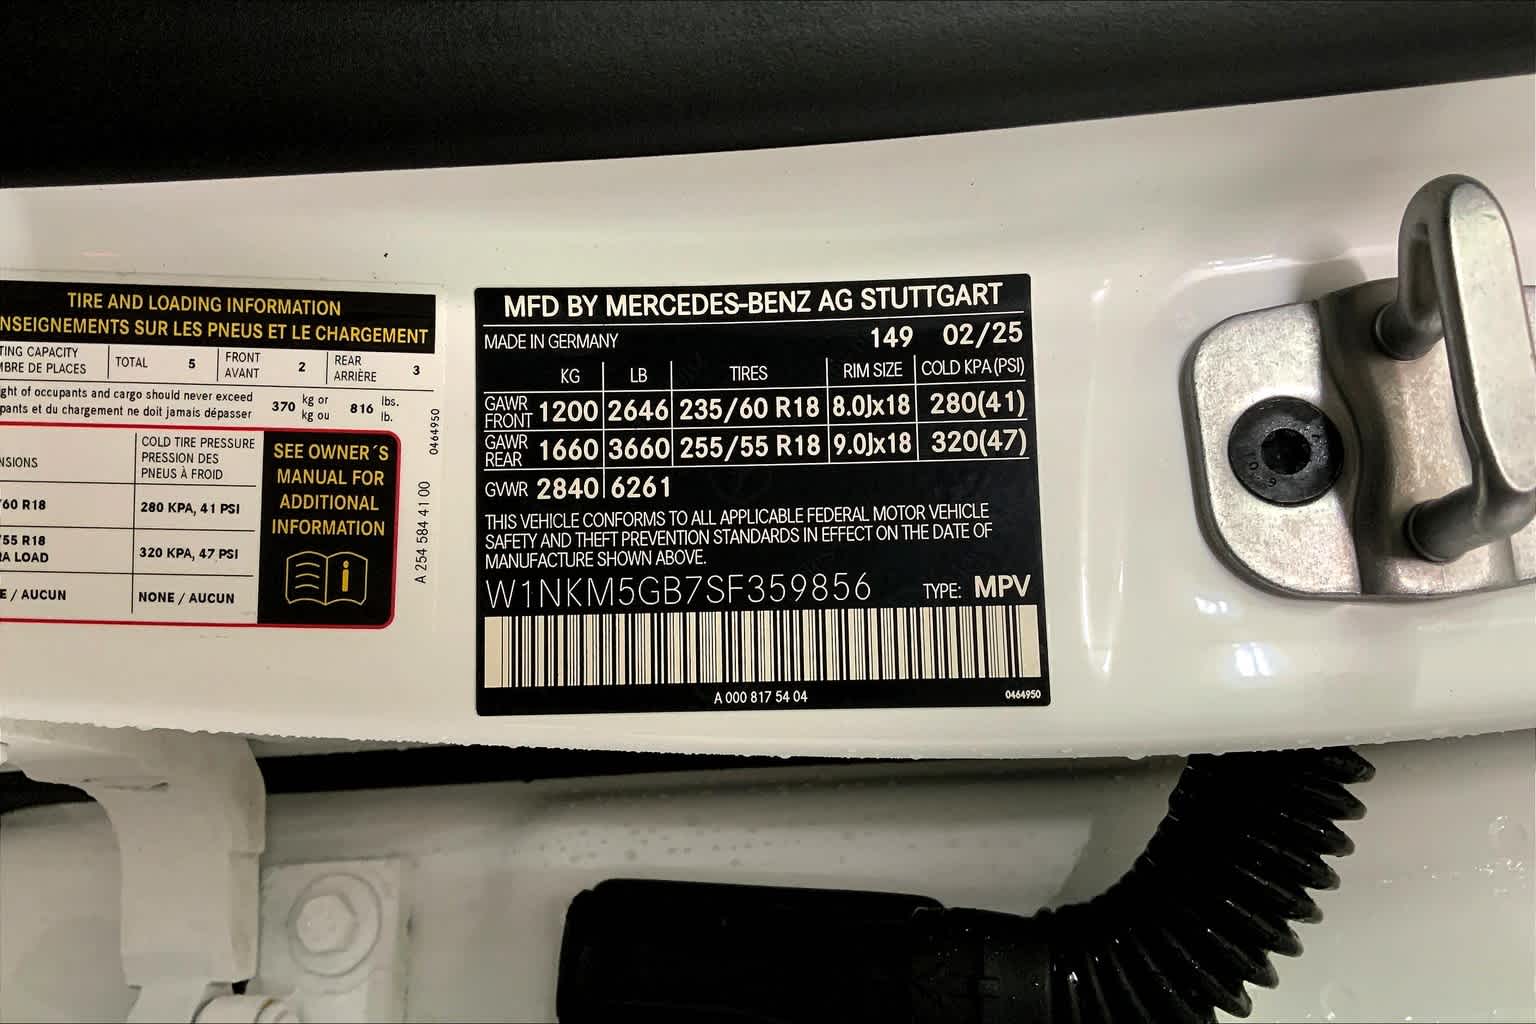 TIRE AND LOADING INFORMATION
NSEIGNEMENTS SUR LES PNEUS ET LE CHARGEMENT
TING CAPACITY
MBRE DE PLACES
TOTAL 5
FRONT
AVANT
2
REAR
ARRIÈRE
3
ght of occupants and cargo should never exceed
pants et du chargement ne doit jamais dépasser
370
kg or
kg ou
816
lbs.
lb.
NSIONS
COLD TIRE PRESSURE
PRESSION DES
PNEUS À FROID
/60 R18
280 KPA, 41 PSI
/55 R18
RA LOAD
320 KPA, 47 PSI
E / AUCUN
NONE / AUCUN
SEE OWNER´S
MANUAL FOR
ADDITIONAL
INFORMATION
i
0464950
A 254 584 41 00
MFD BY MERCEDES-BENZ AG STUTTGART
MADE IN GERMANY 149 02/25
KG LB TIRES RIM SIZE COLD KPA(PSI)
GAWR
FRONT
1200 2646 235/60 R18 8.0Jx18 280(41)
GAWR
REAR
1660 3660 255/55 R18 9.0Jx18 320(47)
GVWR 2840 6261
THIS VEHICLE CONFORMS TO ALL APPLICABLE FEDERAL MOTOR VEHICLE
SAFETY AND THEFT PREVENTION STANDARDS IN EFFECT ON THE DATE OF
MANUFACTURE SHOWN ABOVE.
W1NKM5GB7SF359856 TYPE: MPV
A 000 817 54 04 0464950